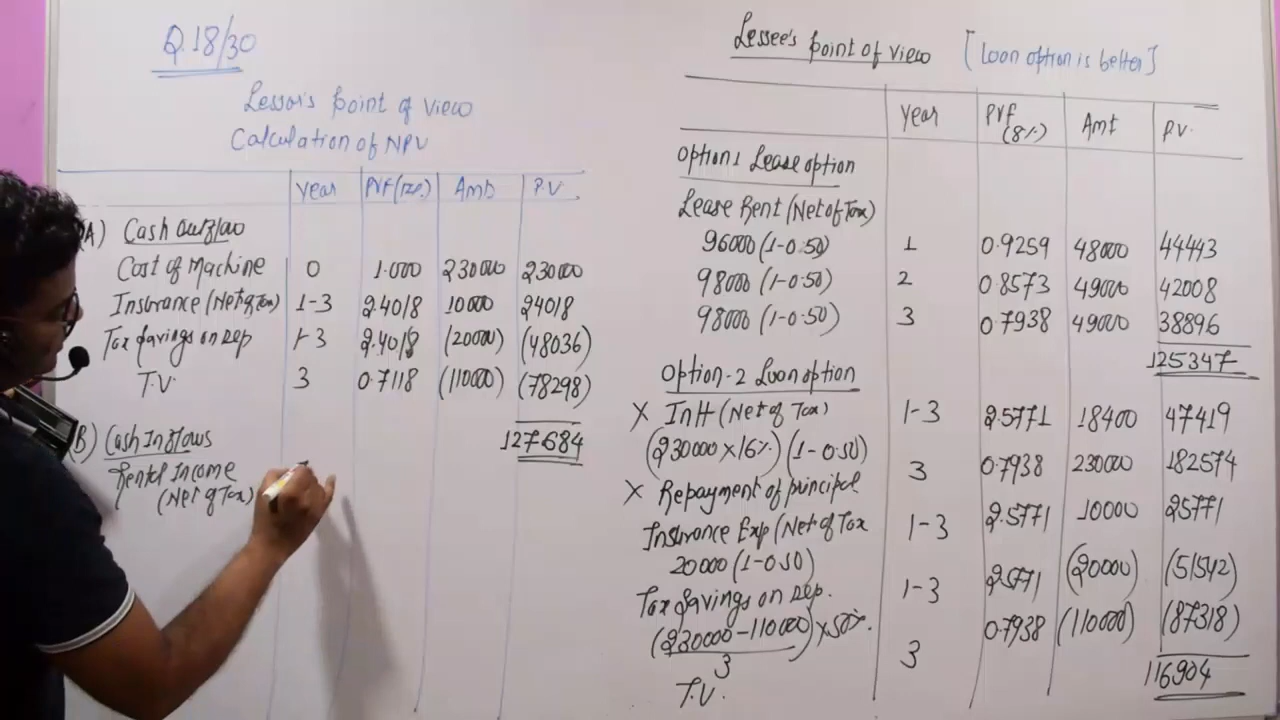 Q.18/30
Lessor's Point of View
Calculation of NPV
Year PVF(12%) Amt P.V
(A) Cash Outflow
Cost of Machine 0 1.000 230000 230000
Insurance (Net of Tax) 1-3 2.4018 10000 24018
Tax Savings on Dep 1-3 2.4018 (20000) (48036)
T.V. 3 0.7118 (110000) (78298)
127684
(B) Cash Inflows
Rental Income
(Net of Tax)
Lessee's Point of View [Loan option is better]
Year PVF (8%) Amt P.V.
Option 1 Lease option
Lease Rent (Net of Tax)
96000 (1-0.50) 1 0.9259 48000 44443
98000 (1-0.50) 2 0.8573 49000 42008
98000 (1-0.50) 3 0.7938 49000 38896
125347
Option-2 Loan option
X Intt (Net of Tax) 1-3 2.5771 18400 47419
(230000×16%) (1-0.50)
X Repayment of principal 3 0.7938 230000 182574
Insurance Exp (Net of Tax 1-3 2.5771 10000 25771
20000 (1-0.50)
Tax Savings on Dep. 1-3 2.5771 (20000) (51542)
(230000-110000) × 50%.
3
T.V. 3 0.7938 (110000) (87318)
116904